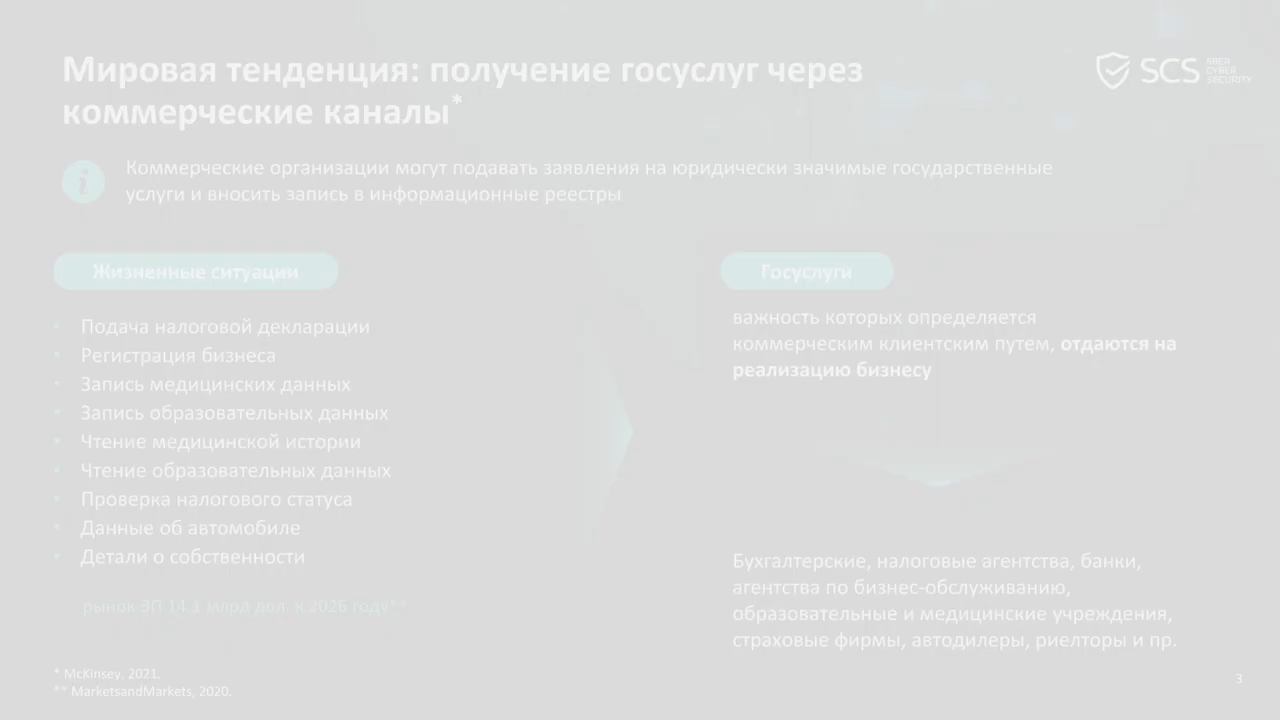 Мировая тенденция: получение госуслуг через
коммерческие каналы*
SCS
SBER
CYBER
SECURITY
i
Коммерческие организации могут подавать заявления на юридически значимые государственные
услуги и вносить запись в информационные реестры
Жизненные ситуации
• Подача налоговой декларации
• Регистрация бизнеса
• Запись медицинских данных
• Запись образовательных данных
• Чтение медицинской истории
• Чтение образовательных данных
• Проверка налогового статуса
• Данные об автомобиле
• Детали о собственности
рынок ЭП 14.1 млрд дол. к 2026 году**
Госуслуги
важность которых определяется
коммерческим клиентским путем, отдаются на
реализацию бизнесу
Бухгалтерские, налоговые агентства, банки,
агентства по бизнес-обслуживанию,
образовательные и медицинские учреждения,
страховые фирмы, автодилеры, риелторы и пр.
* McKinsey, 2021.
** MarketsandMarkets, 2020.
3